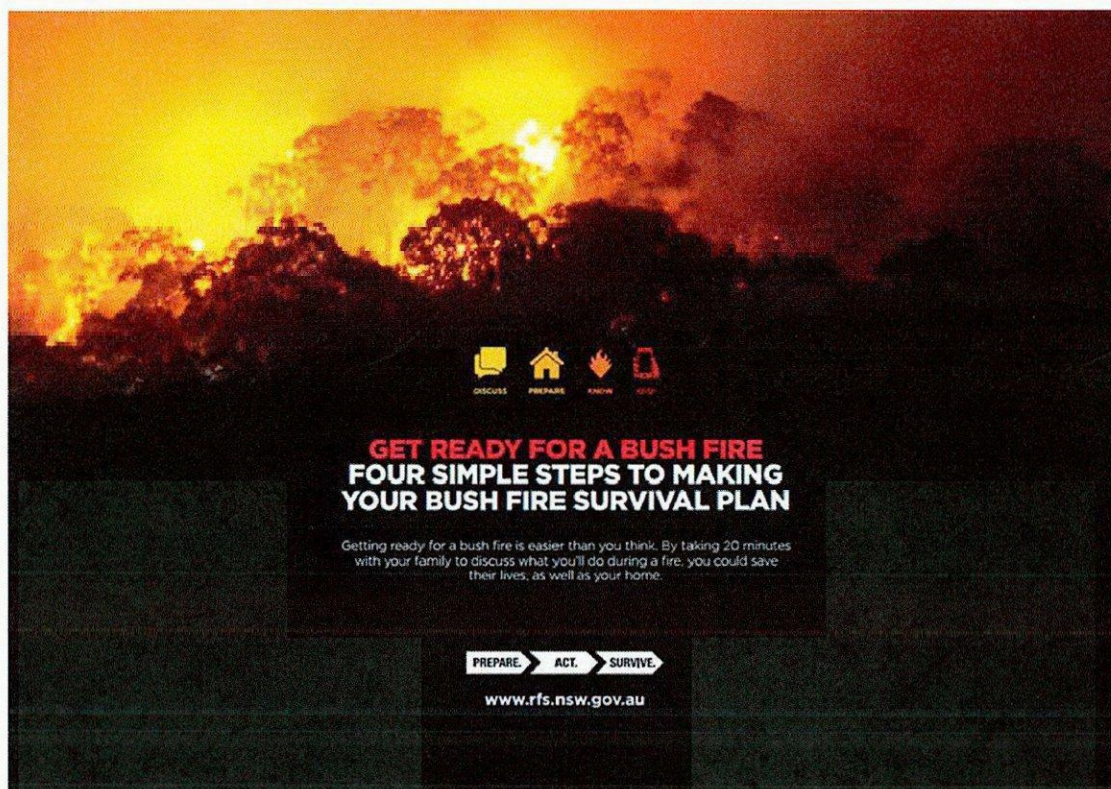 DISCUSS PREPARE KNOW KEEP
GET READY FOR A BUSH FIRE
FOUR SIMPLE STEPS TO MAKING
YOUR BUSH FIRE SURVIVAL PLAN
Getting ready for a bush fire is easier than you think. By taking 20 minutes
with your family to discuss what you'll do during a fire, you could save
their lives, as well as your home.
PREPARE. ACT. SURVIVE.
www.rfs.nsw.gov.au